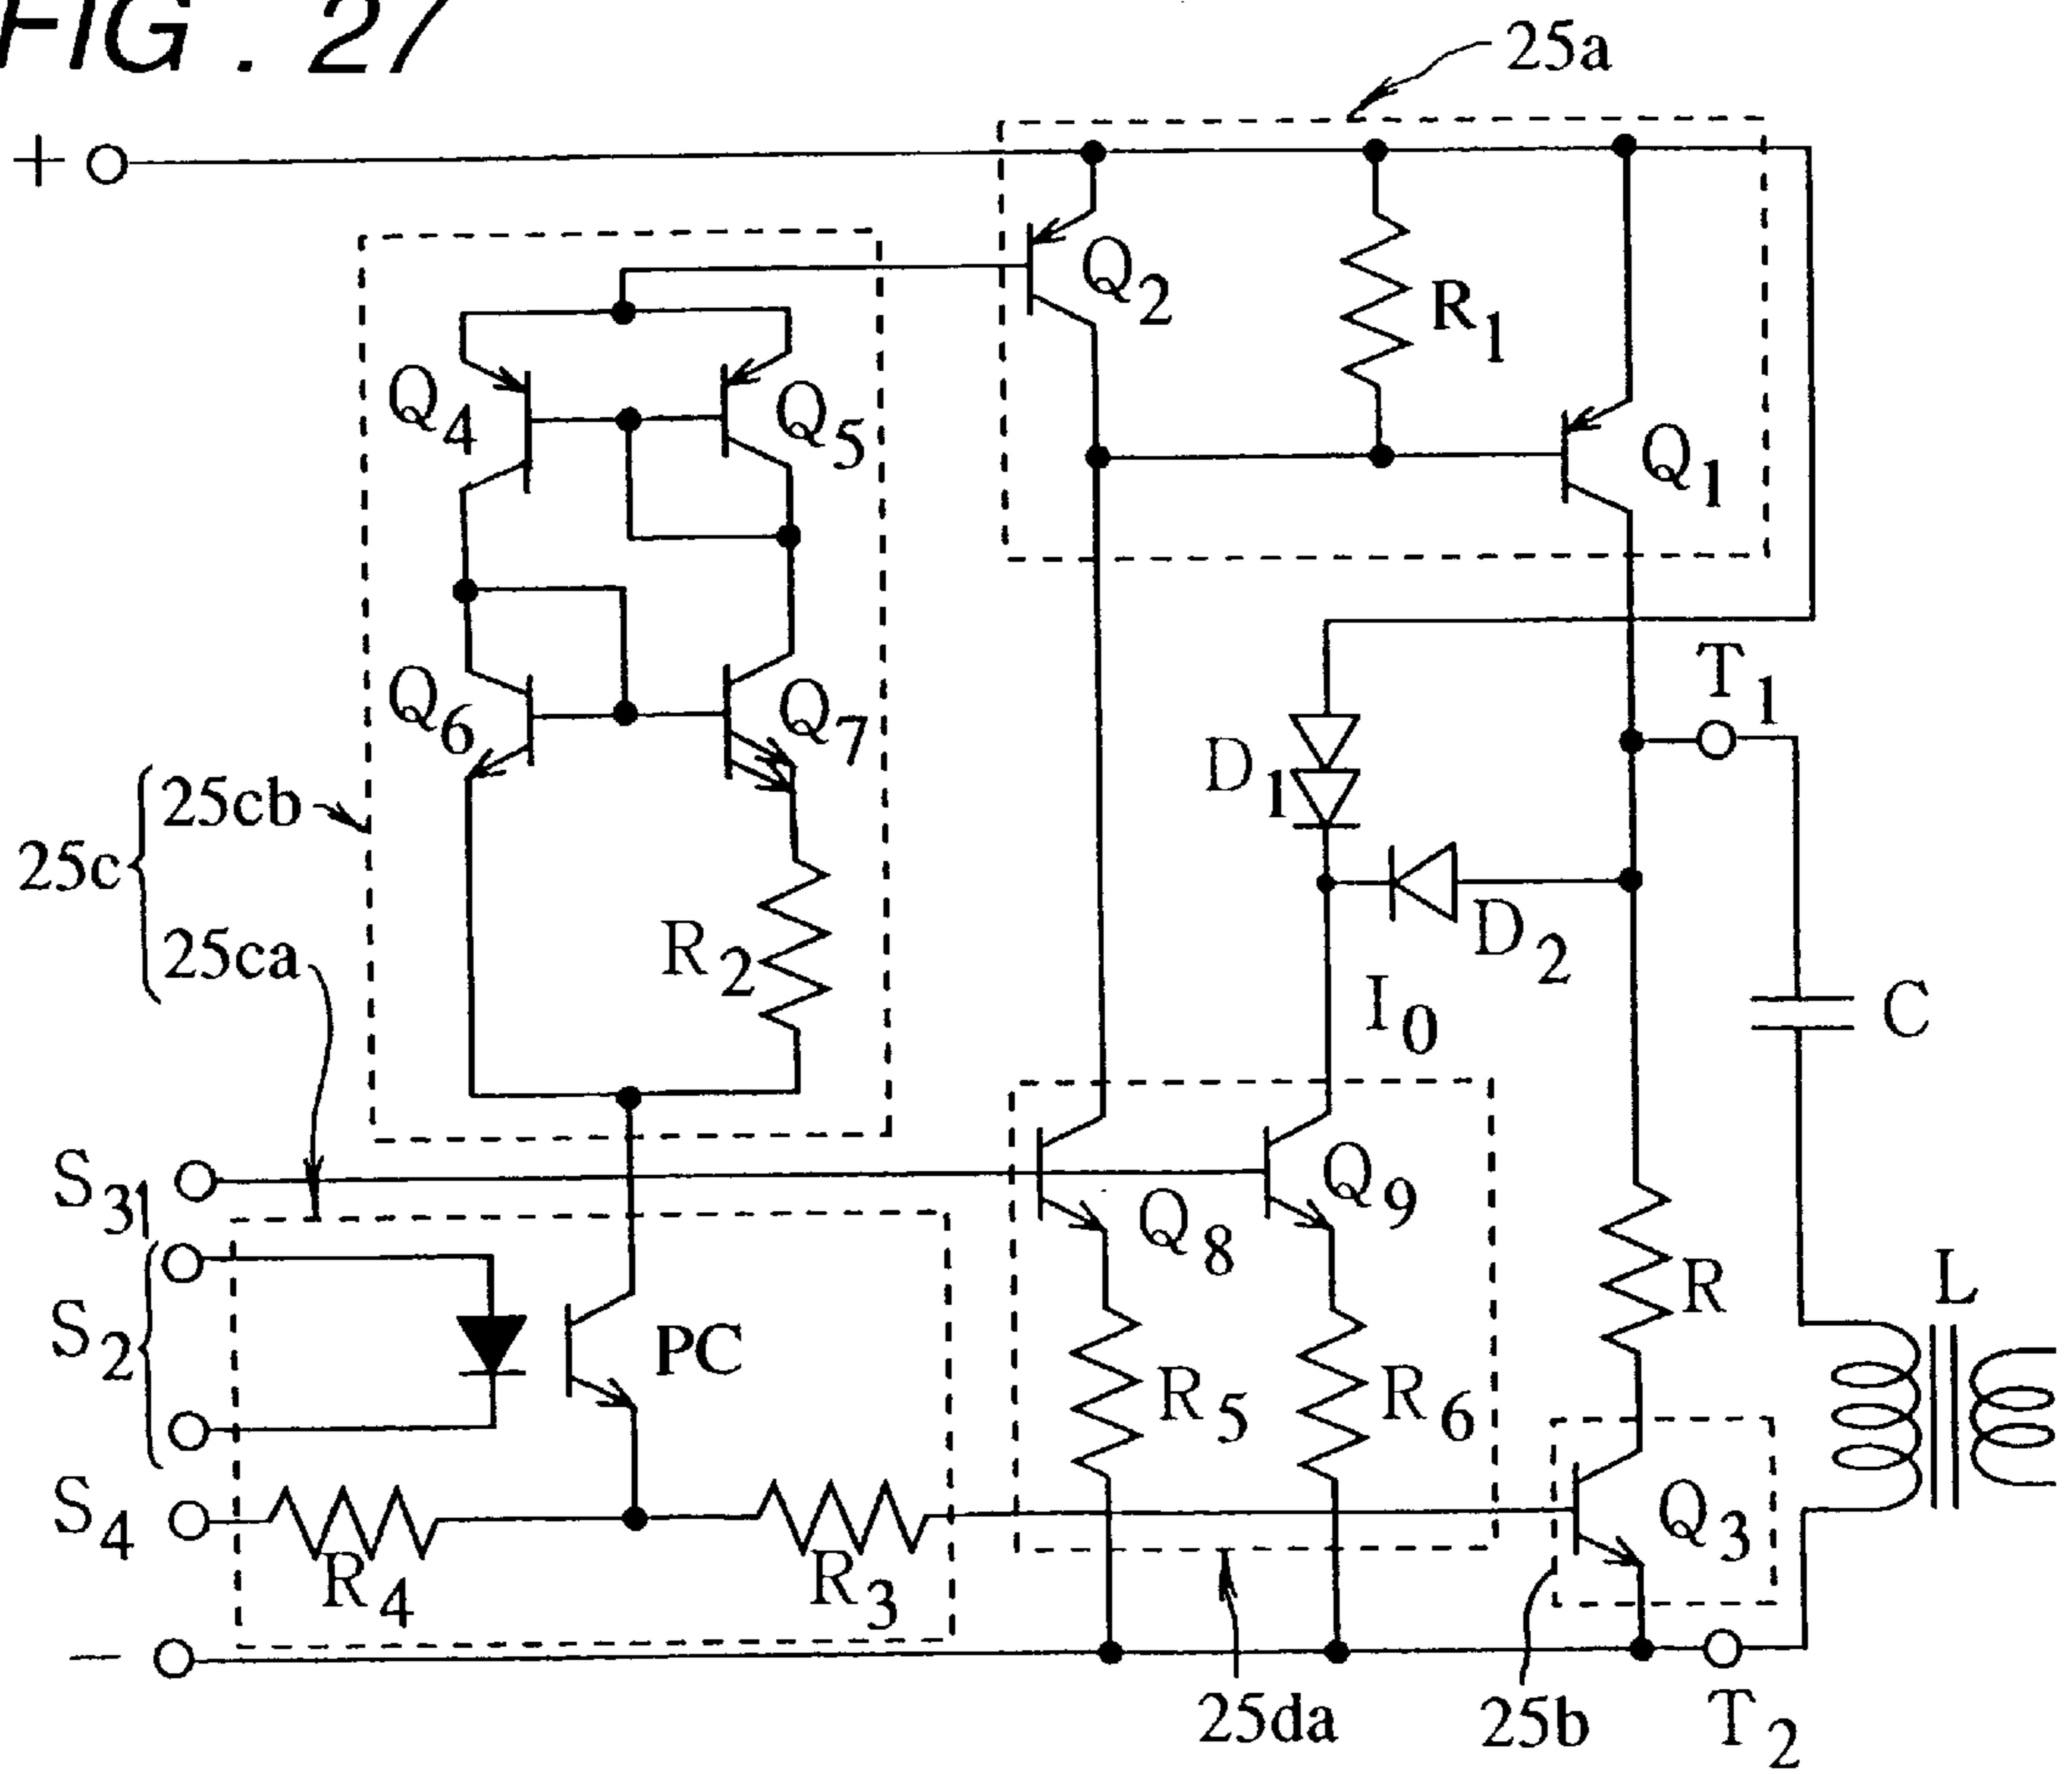 FIG . 27
25a
+
Q2
R1
Q1
Q4
Q5
Q6
Q7
T1
D1
D2
25cb
25c
25ca
R2
I0
C
S31
Q8
Q9
S2
PC
R
L
R5
R6
S4
R4
R3
Q3
−
25da
25b
T2